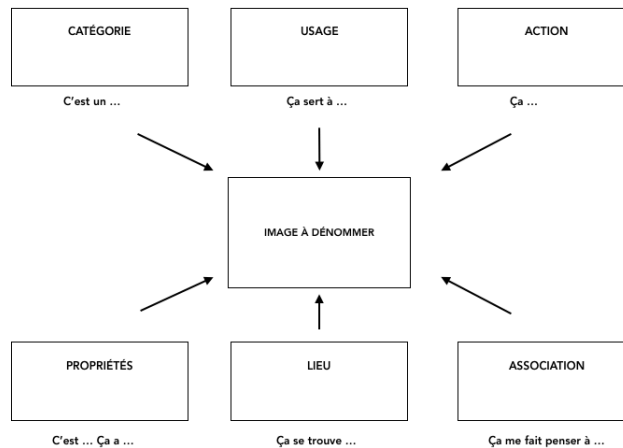 CATÉGORIE
USAGE
ACTION
C'est un …
Ça sert à …
Ça …
IMAGE À DÉNOMMER
PROPRIÉTÉS
LIEU
ASSOCIATION
C'est … Ça a …
Ça se trouve …
Ça me fait penser à …